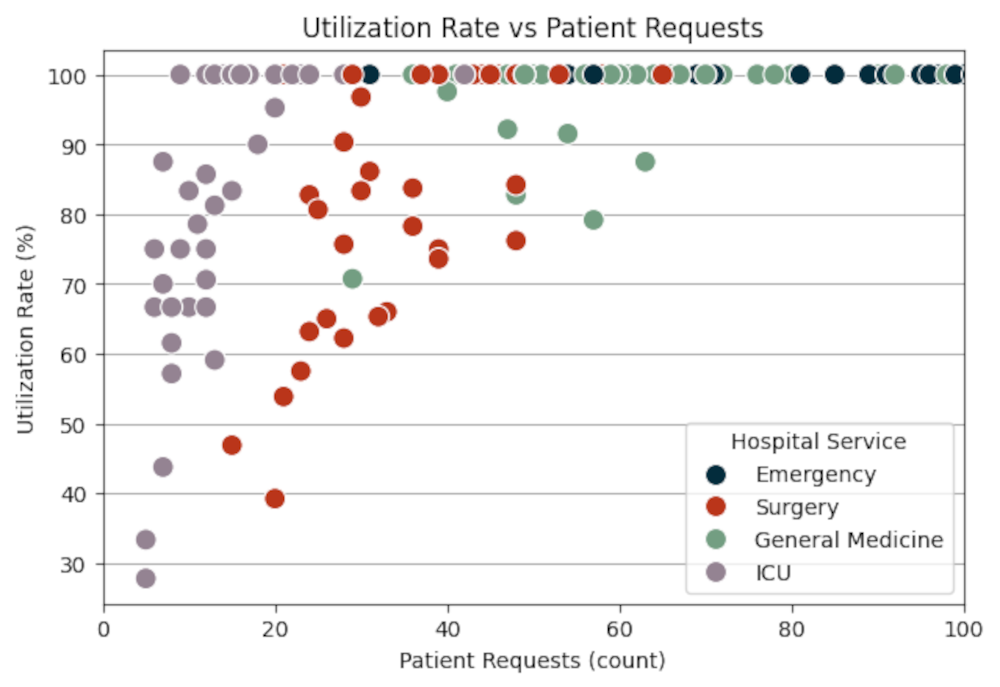 Utilization Rate vs Patient Requests
100
90
80
70
60
50
40
30
Utilization Rate (%)
Hospital Service
Emergency
Surgery
General Medicine
ICU
0 20 40 60 80 100
Patient Requests (count)